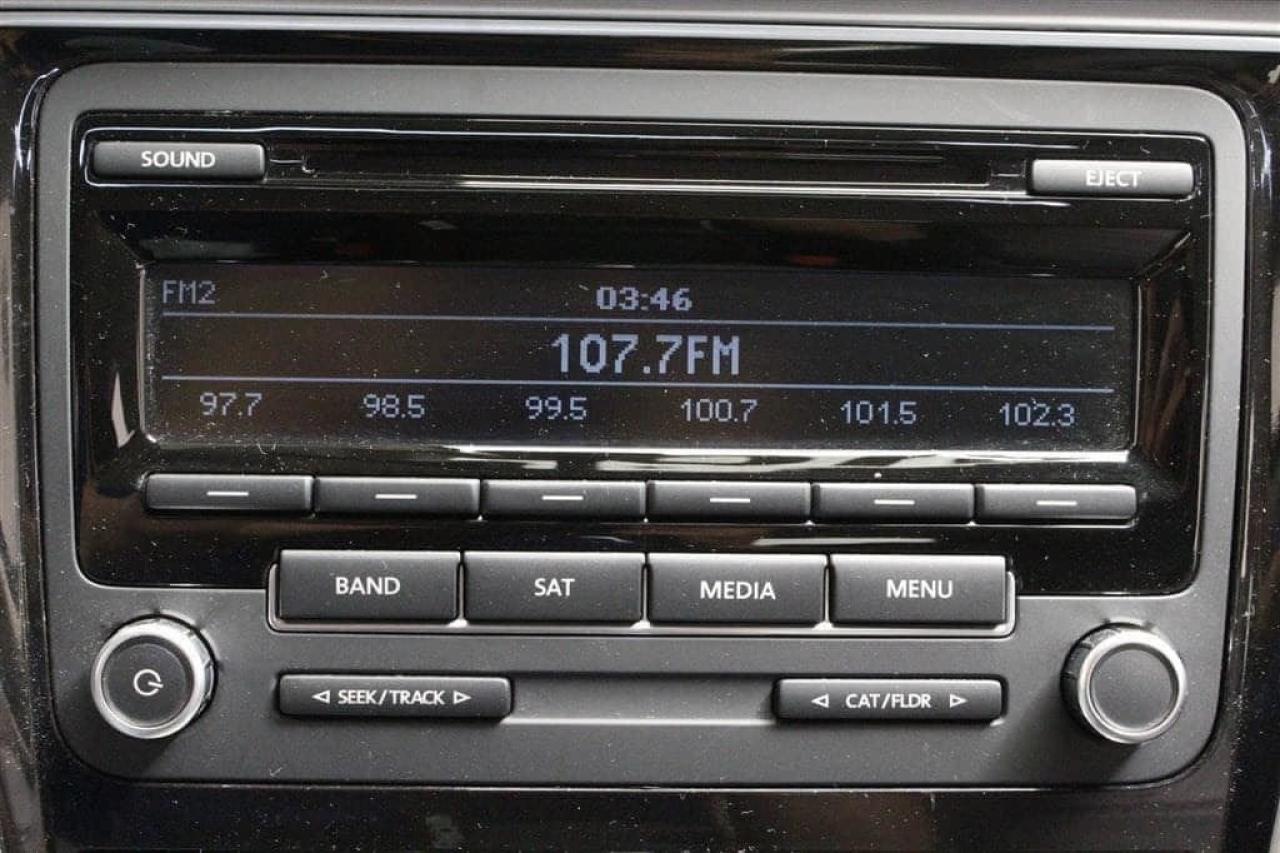 SOUND EJECT
FM2 03:46
107.7FM
97.7 98.5 99.5 100.7 101.5 102.3
BAND SAT MEDIA MENU
SEEK/TRACK CAT/FLDR